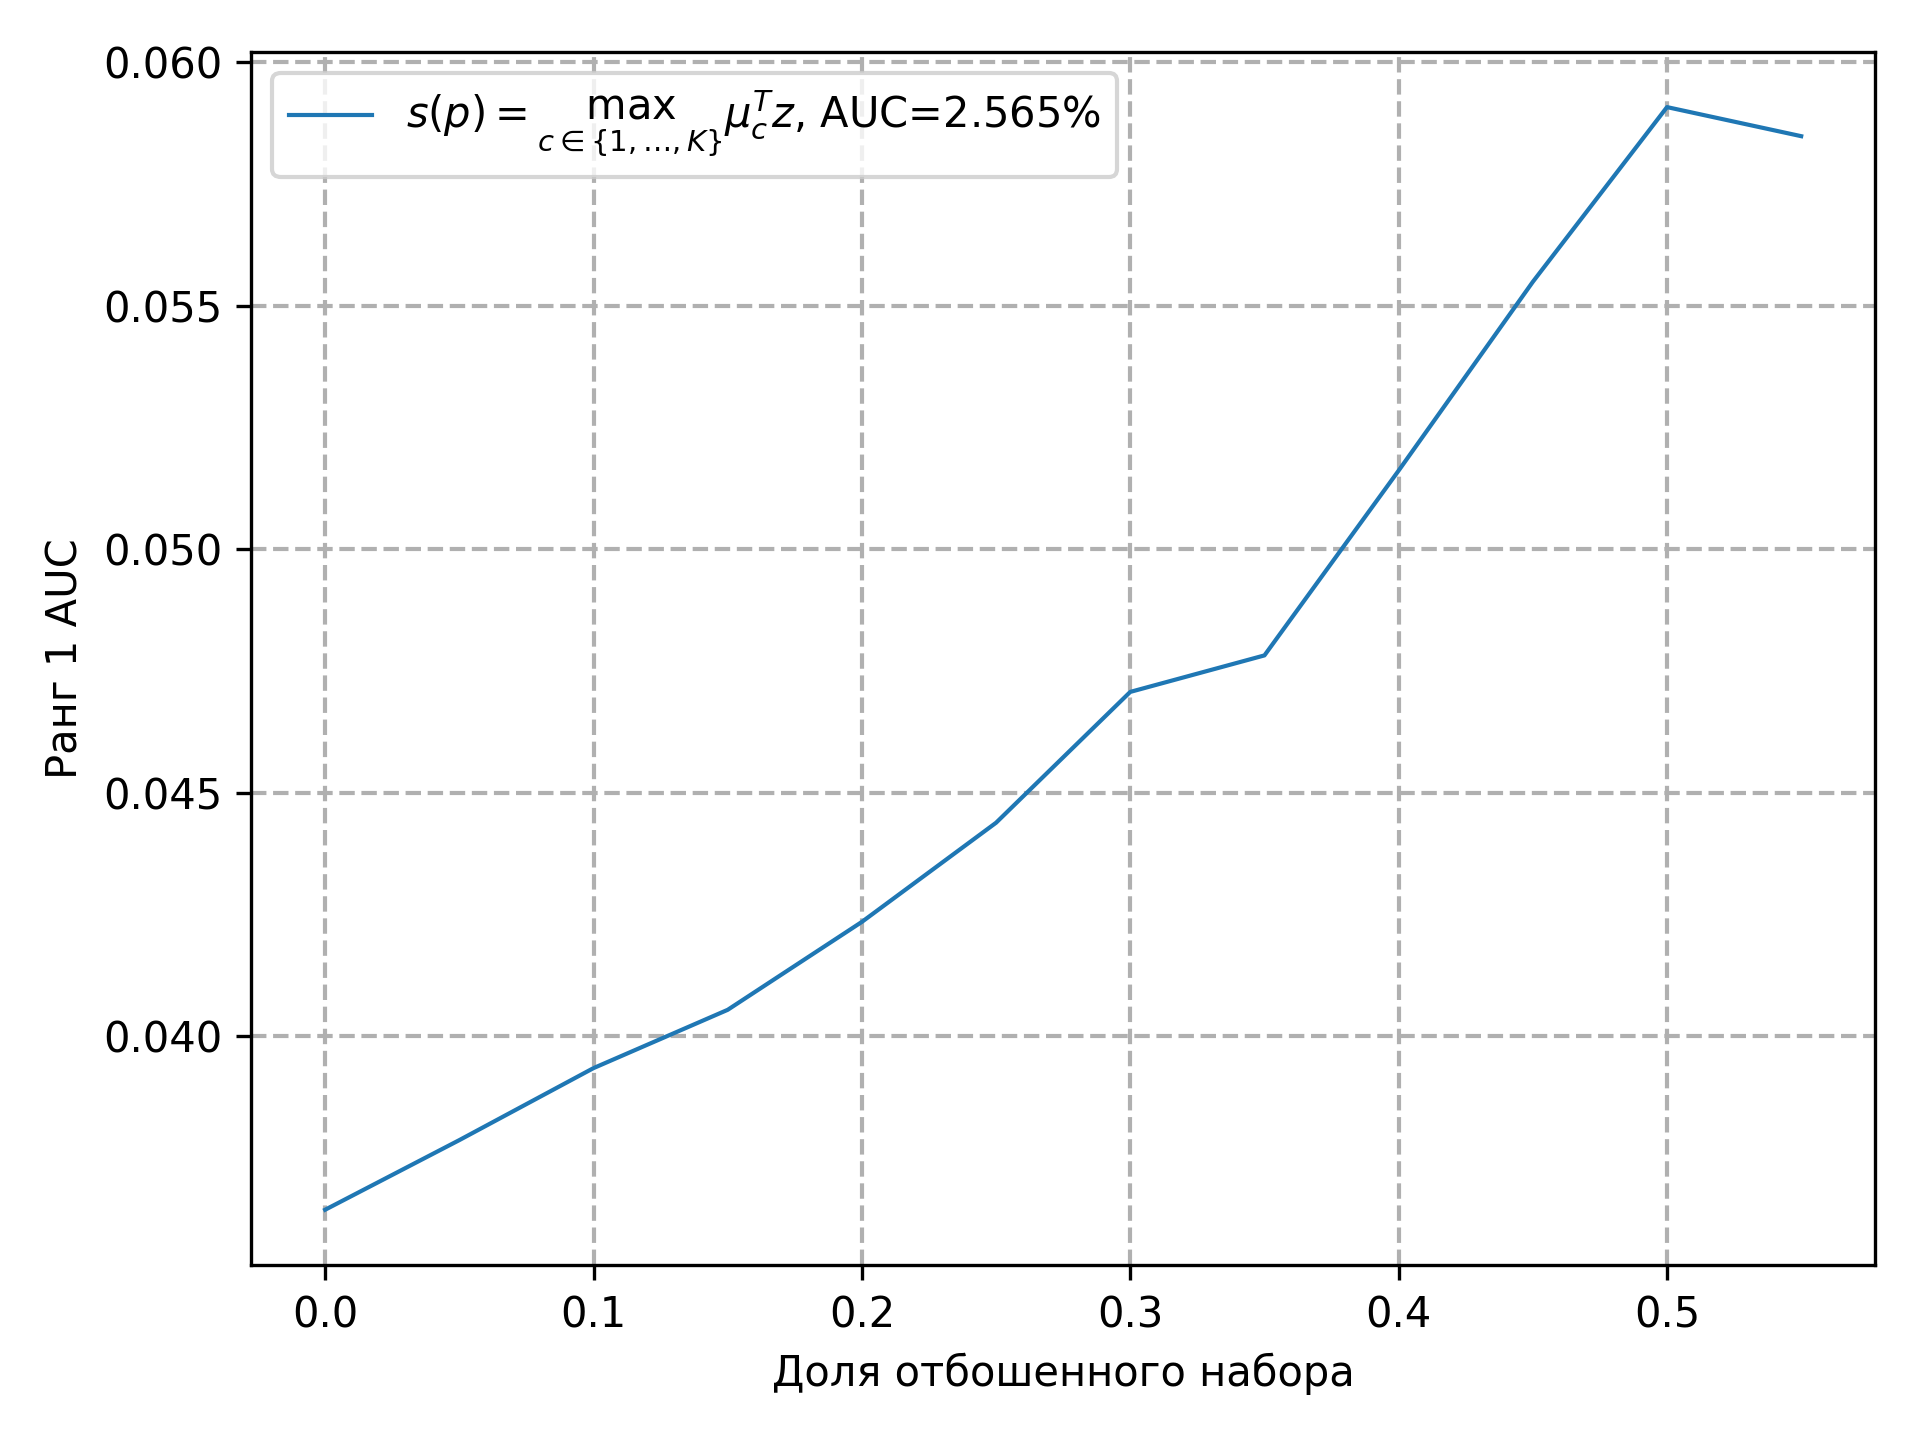 0.060
0.055
0.050
0.045
0.040
Ранг 1 AUC
s(p) = max μ_c^T z, AUC=2.565%
c ∈ {1, ..., K}
0.0 0.1 0.2 0.3 0.4 0.5
Доля отбошенного набора